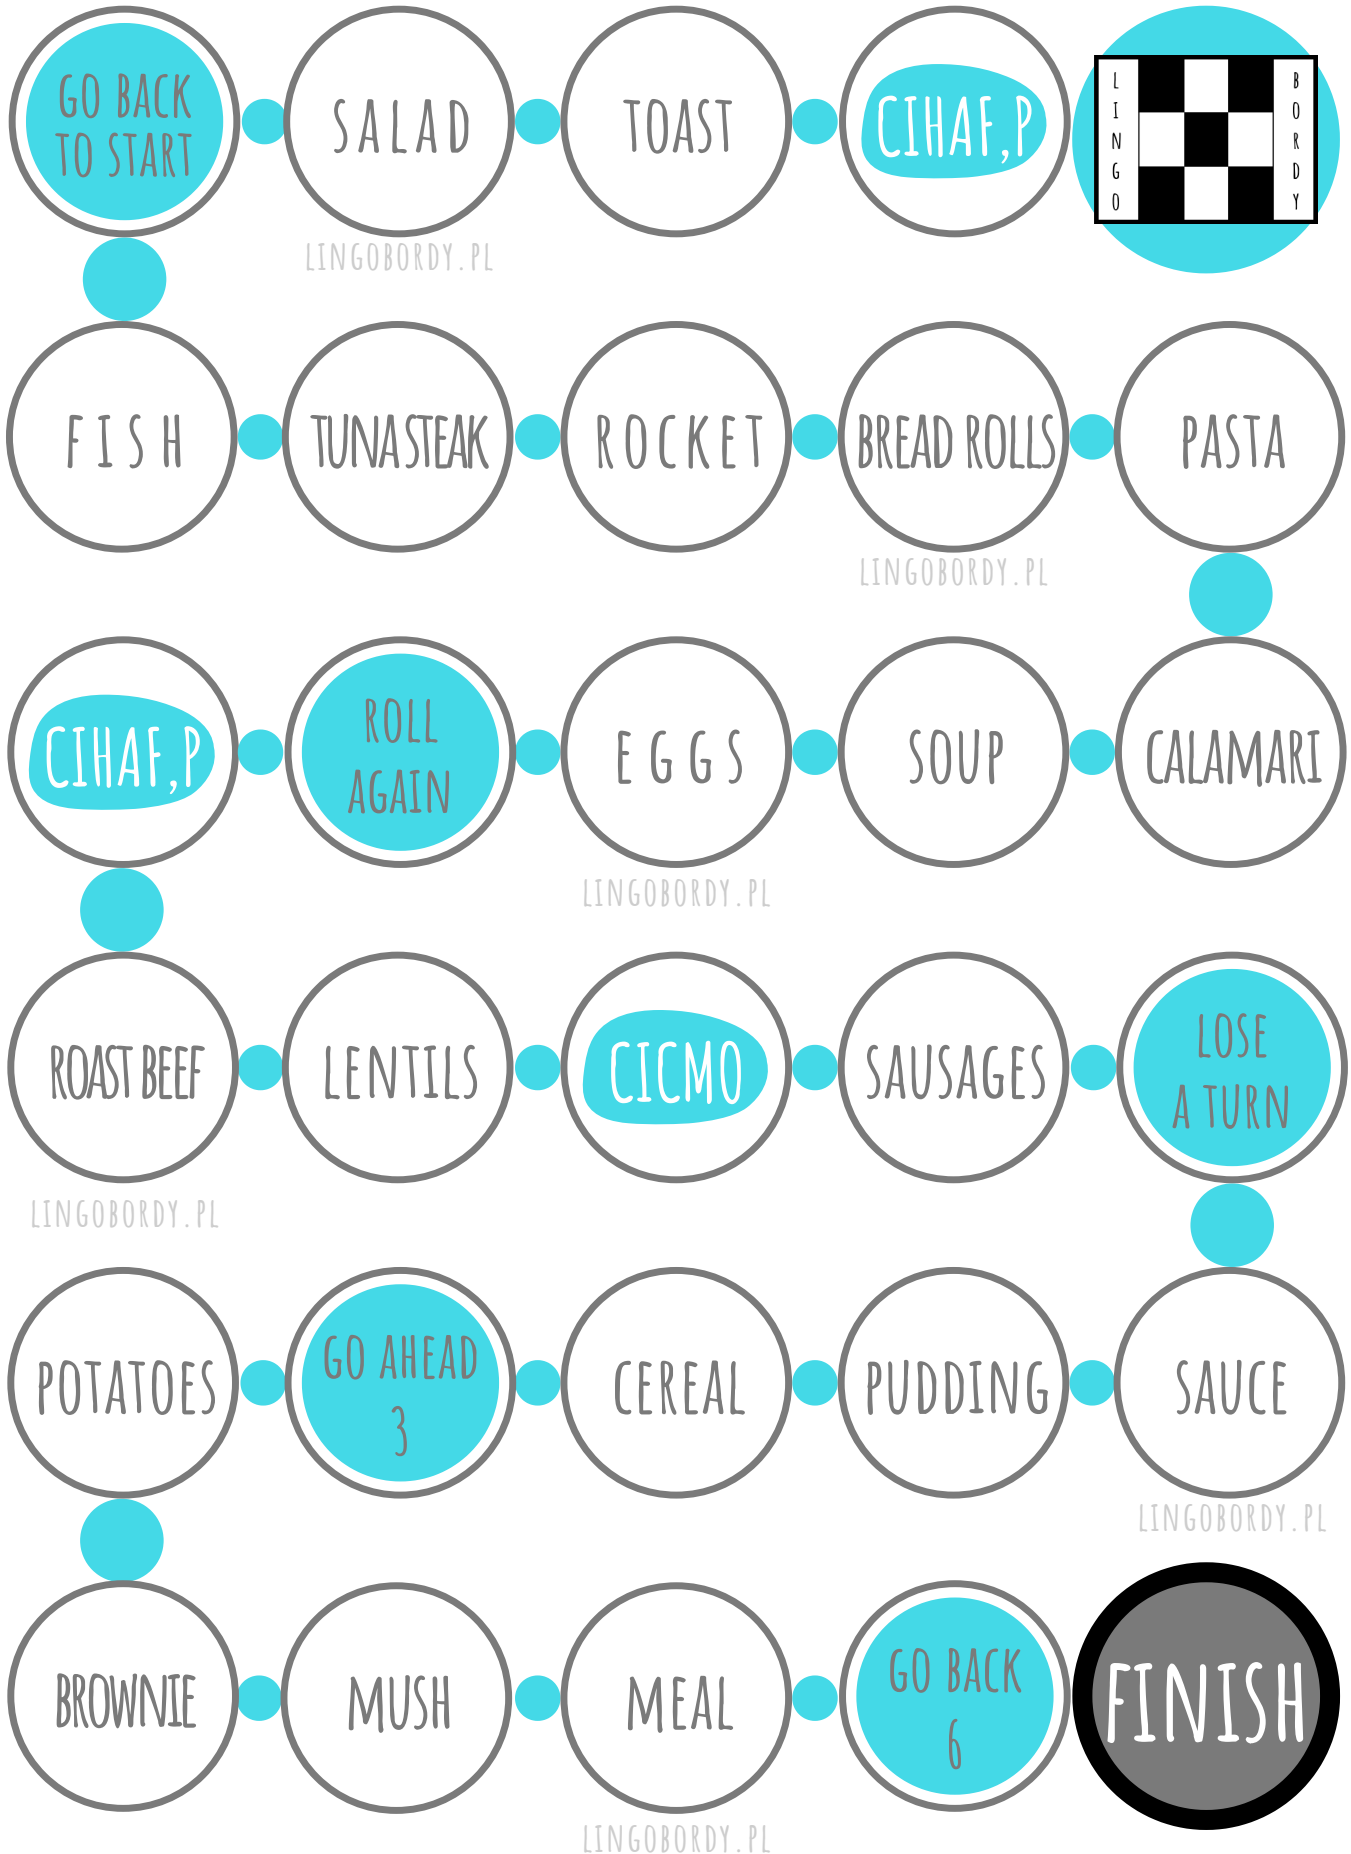 GO BACK
TO START
SALAD
TOAST
CIHAF,P
LINGO
BORDY
LINGOBORDY.PL
FISH
TUNA STEAK
ROCKET
BREAD ROLLS
PASTA
LINGOBORDY.PL
CIHAF,P
ROLL
AGAIN
EGGS
SOUP
CALAMARI
LINGOBORDY.PL
ROAST BEEF
LENTILS
CICMO
SAUSAGES
LOSE
A TURN
LINGOBORDY.PL
POTATOES
GO AHEAD
3
CEREAL
PUDDING
SAUCE
LINGOBORDY.PL
BROWNIE
MUSH
MEAL
GO BACK
6
FINISH
LINGOBORDY.PL